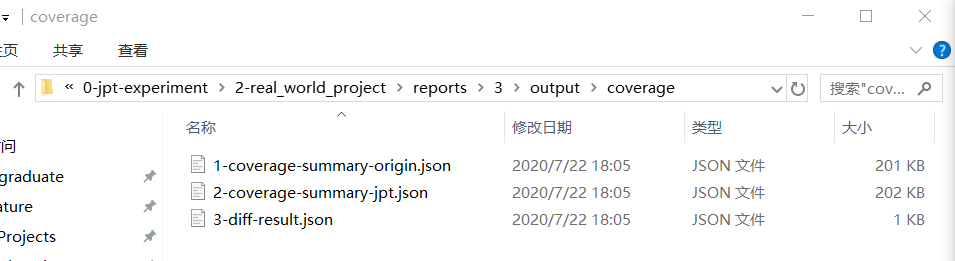 coverage
主页 共享 查看
« 0-jpt-experiment > 2-real_world_project > reports > 3 > output > coverage 搜索"cov...
名称 修改日期 类型 大小
问
graduate
ature
Projects
1-coverage-summary-origin.json 2020/7/22 18:05 JSON 文件 201 KB
2-coverage-summary-jpt.json 2020/7/22 18:05 JSON 文件 202 KB
3-diff-result.json 2020/7/22 18:05 JSON 文件 1 KB